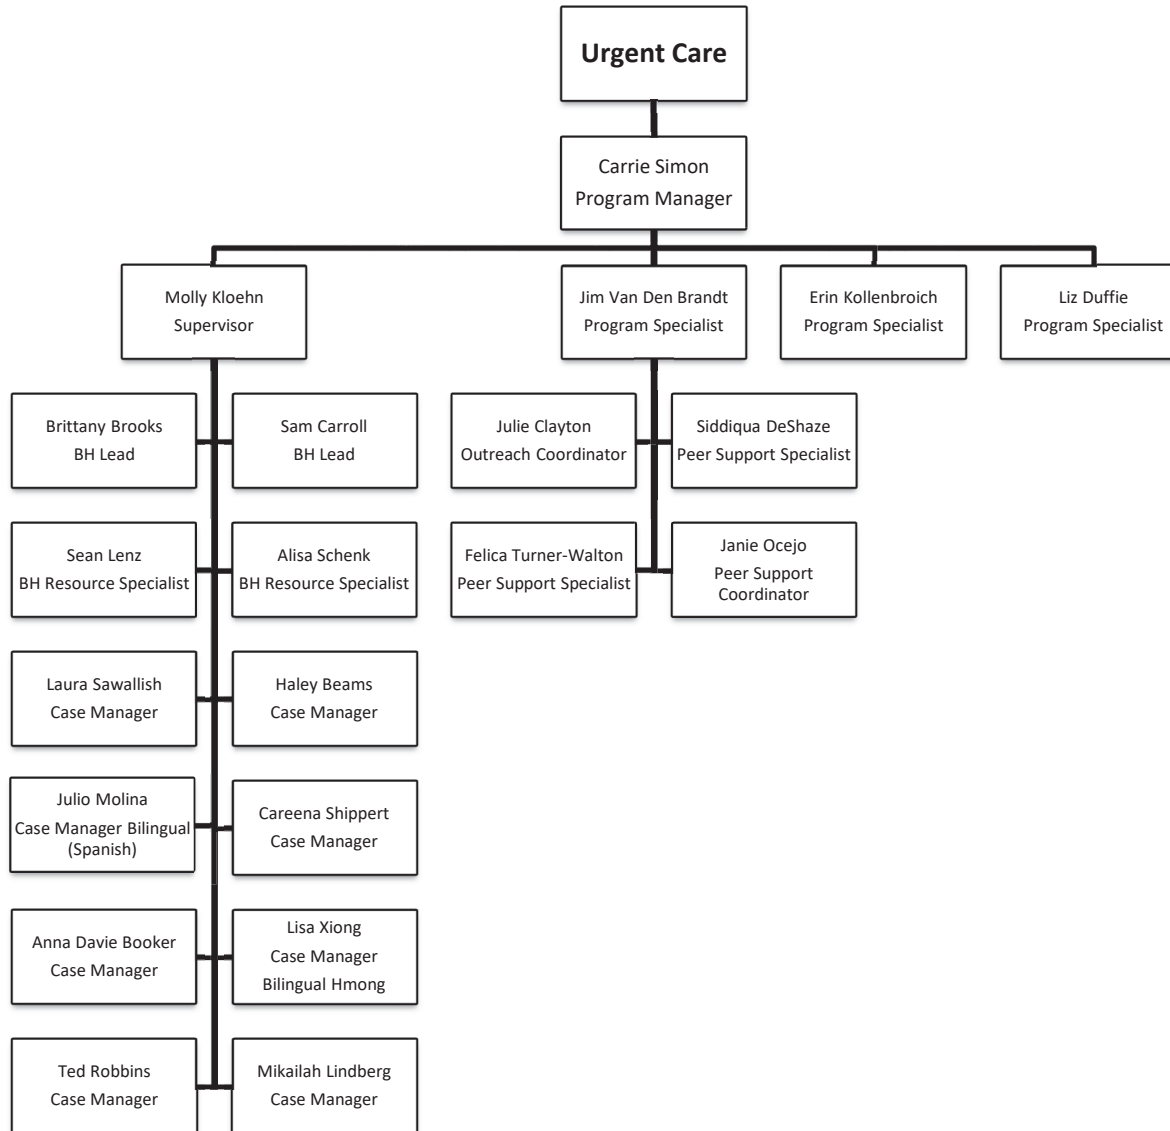 Urgent Care
Carrie Simon
Program Manager
Molly Kloehn
Supervisor
Jim Van Den Brandt
Program Specialist
Erin Kollenbroich
Program Specialist
Liz Duffie
Program Specialist
Brittany Brooks
BH Lead
Sam Carroll
BH Lead
Julie Clayton
Outreach Coordinator
Siddiqua DeShaze
Peer Support Specialist
Sean Lenz
BH Resource Specialist
Alisa Schenk
BH Resource Specialist
Felica Turner-Walton
Peer Support Specialist
Janie Ocejo
Peer Support
Coordinator
Laura Sawallish
Case Manager
Haley Beams
Case Manager
Julio Molina
Case Manager Bilingual
(Spanish)
Careena Shippert
Case Manager
Anna Davie Booker
Case Manager
Lisa Xiong
Case Manager
Bilingual Hmong
Ted Robbins
Case Manager
Mikailah Lindberg
Case Manager